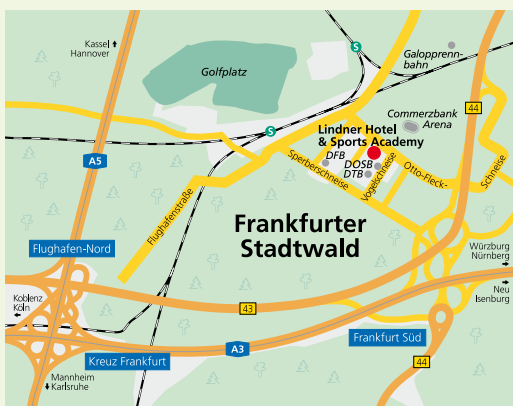 Kassel
Hannover
S
Galopprenn-
bahn
Golfplatz
44
Commerzbank
Arena
S
Lindner Hotel
& Sports Academy
DFB
DOSB
DTB
A5
Sperberschneise
Vogelschneise
Otto-Fleck-
Schneise
Flughafenstraße
Frankfurter
Stadtwald
Flughafen-Nord
Würzburg
Nürnberg
Koblenz
Köln
Neu
Isenburg
43
A3
Frankfurt Süd
Kreuz Frankfurt
44
Mannheim
Karlsruhe